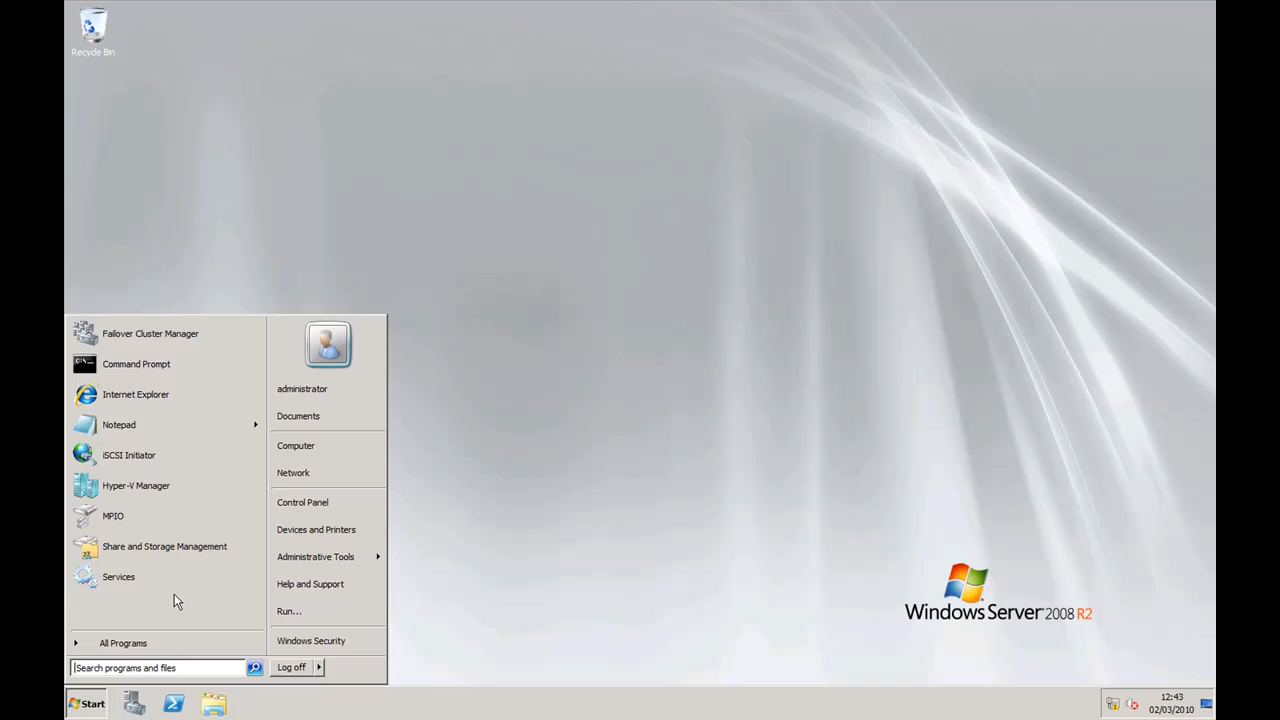 Recycle Bin
Failover Cluster Manager
Command Prompt
Internet Explorer
Notepad
iSCSI Initiator
Hyper-V Manager
MPIO
Share and Storage Management
Services
All Programs
Search programs and files
administrator
Documents
Computer
Network
Control Panel
Devices and Printers
Administrative Tools
Help and Support
Run...
Windows Security
Log off
Windows Server 2008 R2
Start
12:43
02/03/2010